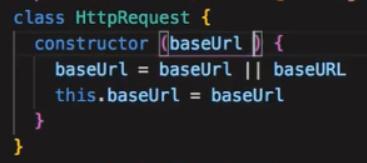 class HttpRequest {
constructor (baseUrl ) {
baseUrl = baseUrl || baseURL
this.baseUrl = baseUrl
}
}